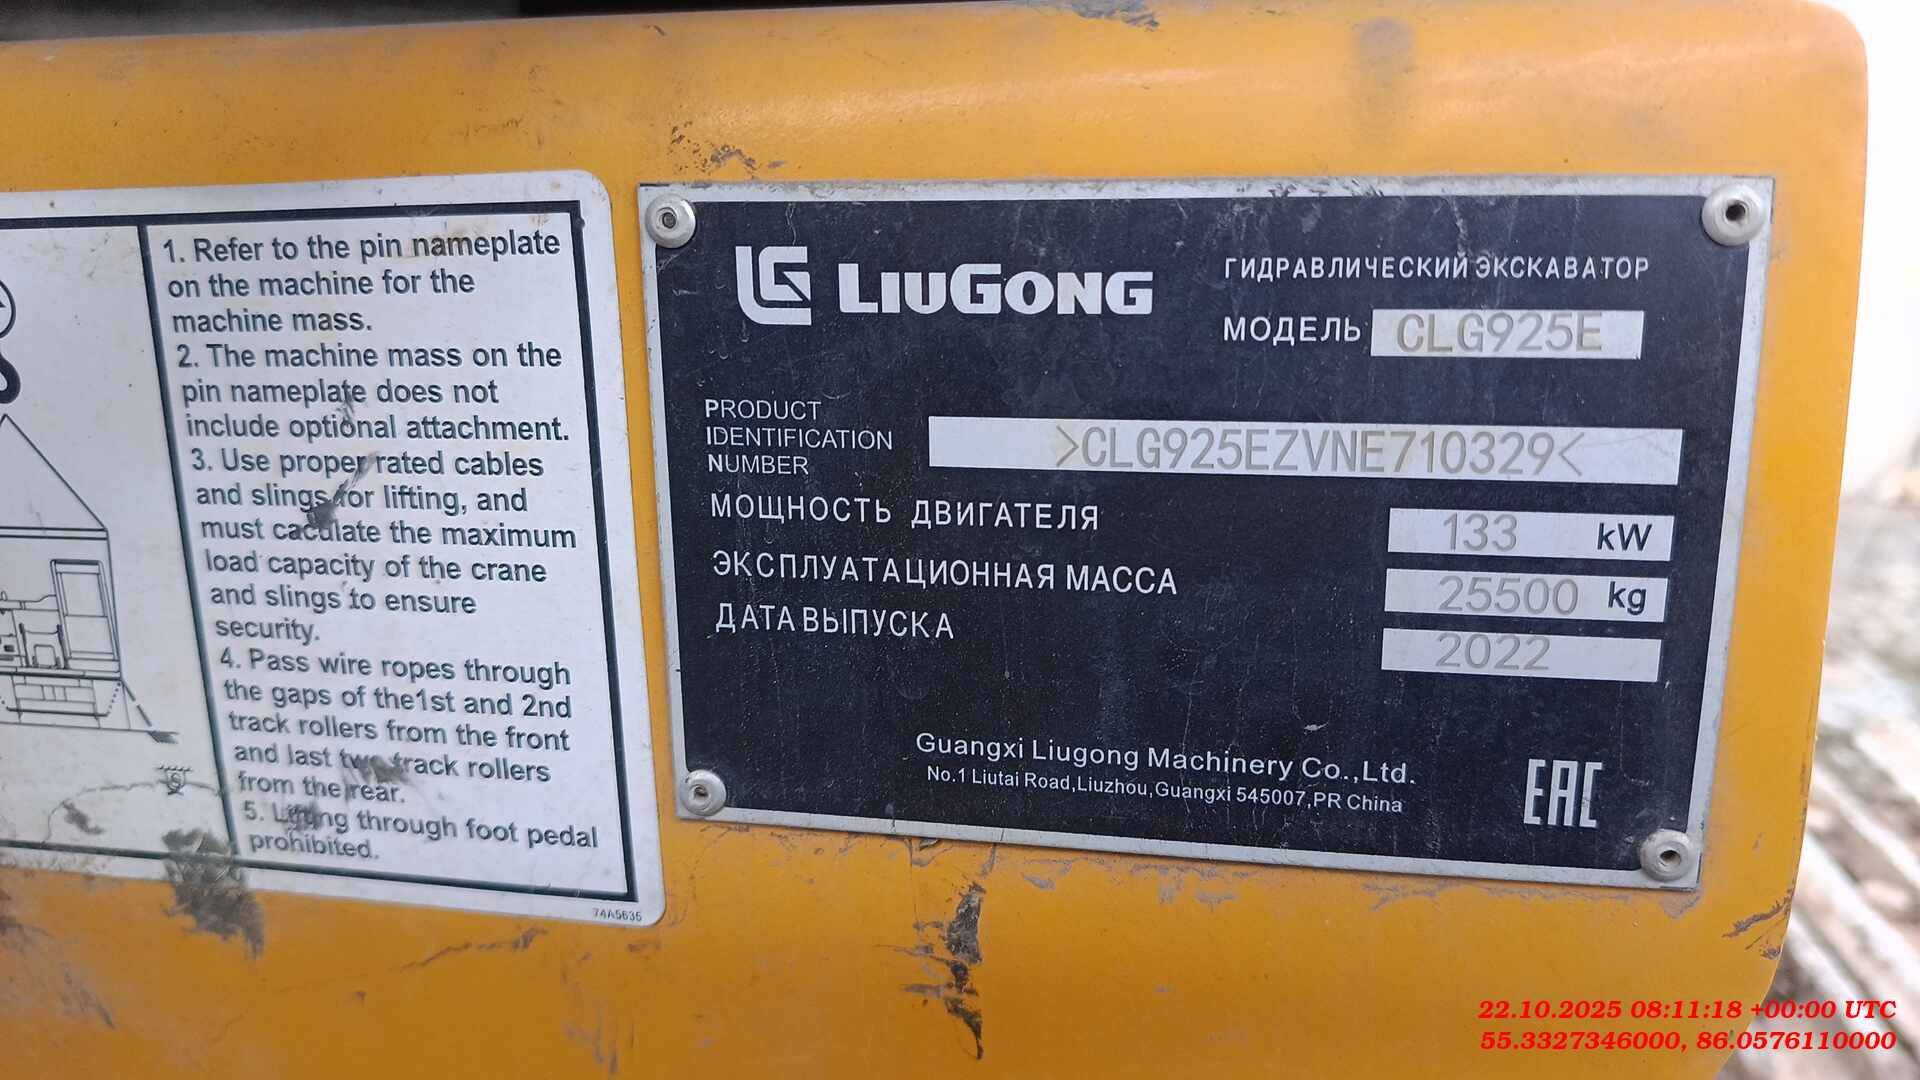 1. Refer to the pin nameplate
on the machine for the
machine mass.
2. The machine mass on the
pin nameplate does not
include optional attachment.
3. Use proper rated cables
and slings for lifting, and
must caculate the maximum
load capacity of the crane
and slings to ensure
security.
4. Pass wire ropes through
the gaps of the1st and 2nd
track rollers from the front
and last two track rollers
from the rear.
5. Lifting through foot pedal
prohibited.
74A5635
LG LIUGONG
ГИДРАВЛИЧЕСКИЙ ЭКСКАВАТОР
МОДЕЛЬ CLG925E
PRODUCT
IDENTIFICATION
NUMBER
>CLG925EZVNE710329<
МОЩНОСТЬ ДВИГАТЕЛЯ 133 kW
ЭКСПЛУАТАЦИОННАЯ МАССА 25500 kg
ДАТА ВЫПУСКА 2022
Guangxi Liugong Machinery Co.,Ltd.
No.1 Liutai Road,Liuzhou,Guangxi 545007,PR China
EAC
22.10.2025 08:11:18 +00:00 UTC
55.3327346000, 86.0576110000